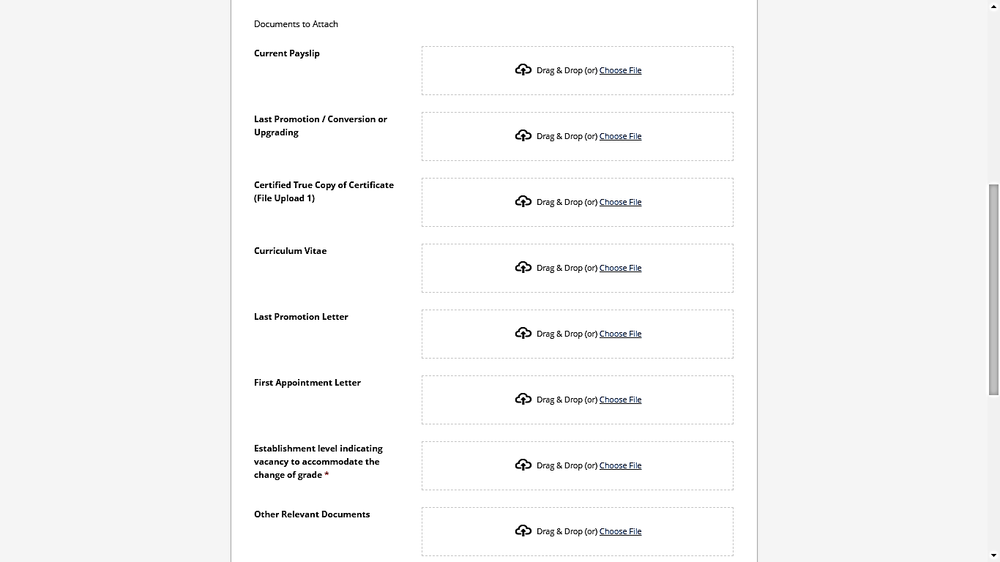 Documents to Attach
Current Payslip
Drag & Drop (or) Choose File
Last Promotion / Conversion or
Upgrading
Drag & Drop (or) Choose File
Certified True Copy of Certificate
(File Upload 1)
Drag & Drop (or) Choose File
Curriculum Vitae
Drag & Drop (or) Choose File
Last Promotion Letter
Drag & Drop (or) Choose File
First Appointment Letter
Drag & Drop (or) Choose File
Establishment level indicating
vacancy to accommodate the
change of grade *
Drag & Drop (or) Choose File
Other Relevant Documents
Drag & Drop (or) Choose File